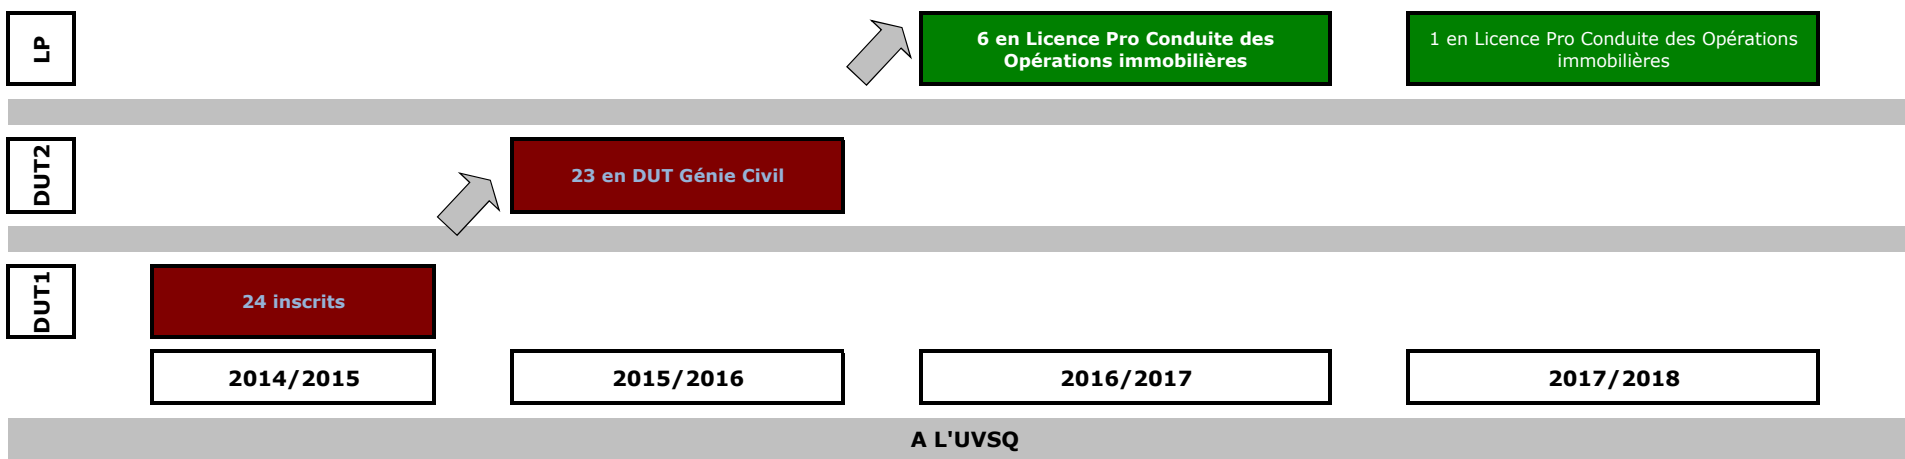 LP
6 en Licence Pro Conduite des
Opérations immobilières
1 en Licence Pro Conduite des Opérations
immobilières
DUT2
23 en DUT Génie Civil
DUT1
24 inscrits
2014/2015
2015/2016
2016/2017
2017/2018
A L'UVSQ